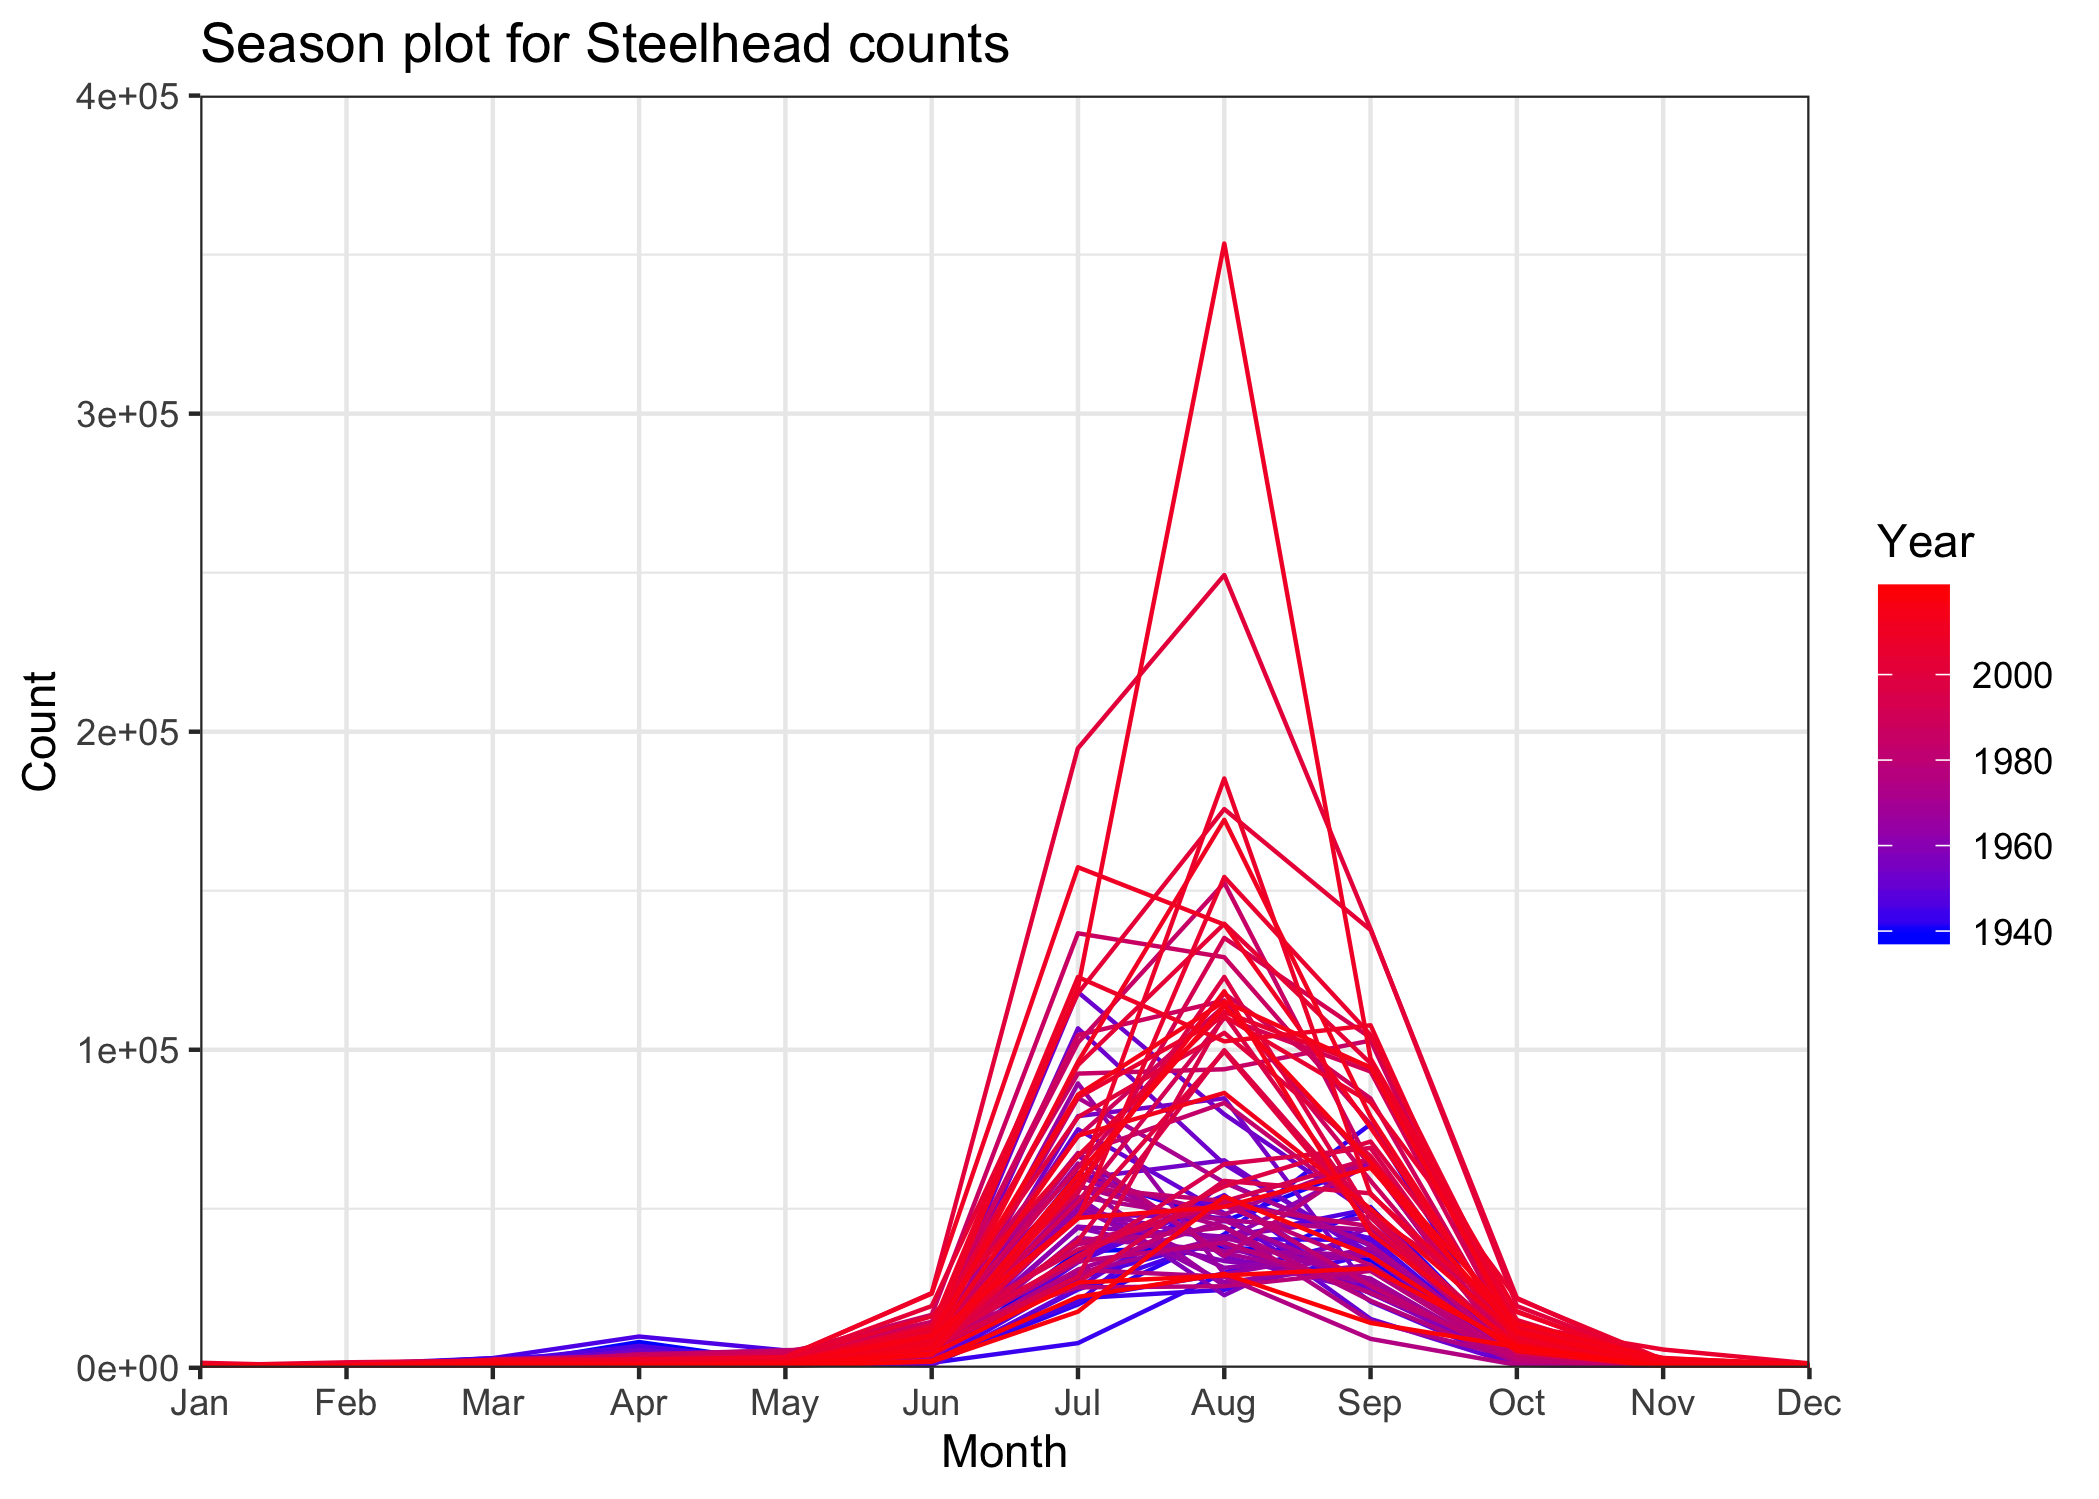 Season plot for Steelhead counts
4e+05
3e+05
2e+05
1e+05
0e+00
Count
Jan Feb Mar Apr May Jun Jul Aug Sep Oct Nov Dec
Month
Year
2000
1980
1960
1940